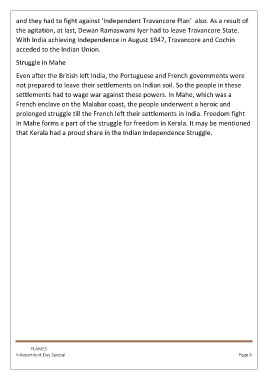 and they had to fight against 'Independent Travancore Plan' also. As a result of
the agitation, at last, Dewan Ramaswami Iyer had to leave Travancore State.
With India achieving Independence in August 1947, Travancore and Cochin
acceded to the Indian Union.
Struggle in Mahe
Even after the British left India, the Portuguese and French governments were
not prepared to leave their settlements on Indian soil. So the people in these
settlements had to wage war against these powers. In Mahe, which was a
French enclave on the Malabar coast, the people underwent a heroic and
prolonged struggle till the French left their settlements in India. Freedom fight
in Mahe forms a part of the struggle for freedom in Kerala. It may be mentioned
that Kerala had a proud share in the Indian Independence Struggle.
FLAMES
Independent Day Special
Page 6